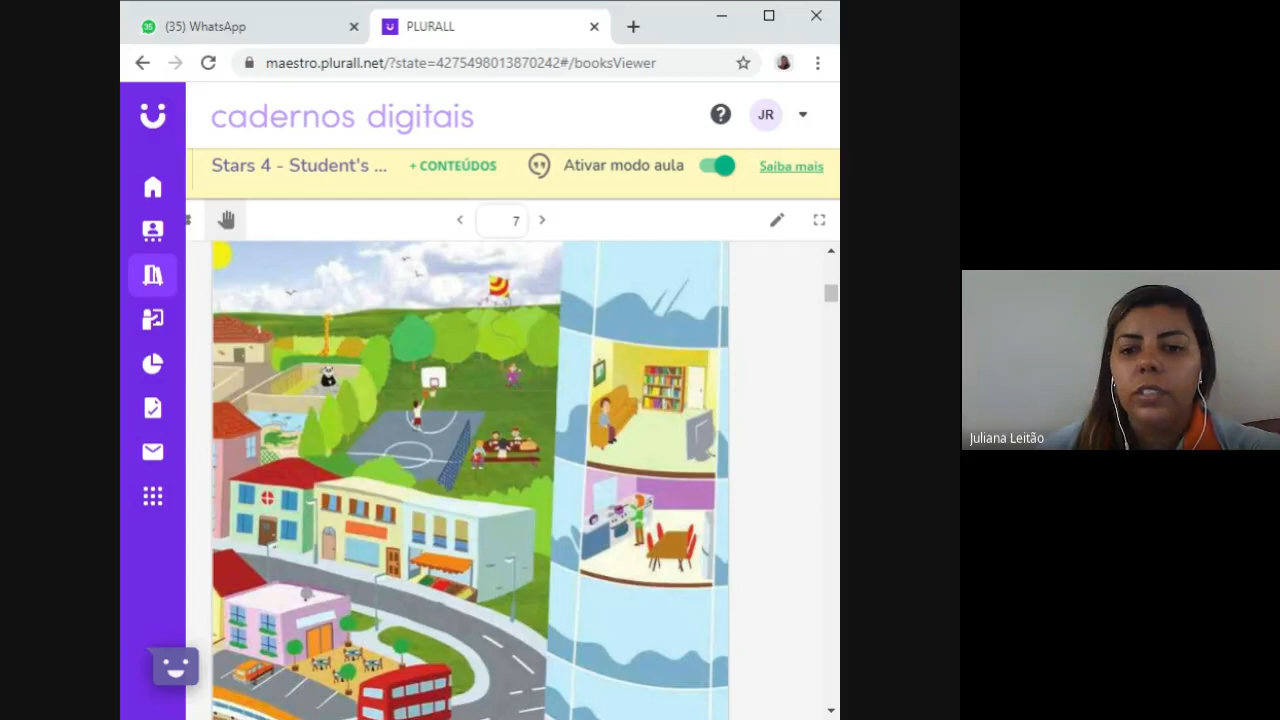 35 (35) WhatsApp
PLURALL
maestro.plurall.net/?state=4275498013870242#/booksViewer
cadernos digitais
JR
Stars 4 - Student's ...
+ CONTEÚDOS
Ativar modo aula
Saiba mais
7
Juliana Leitão